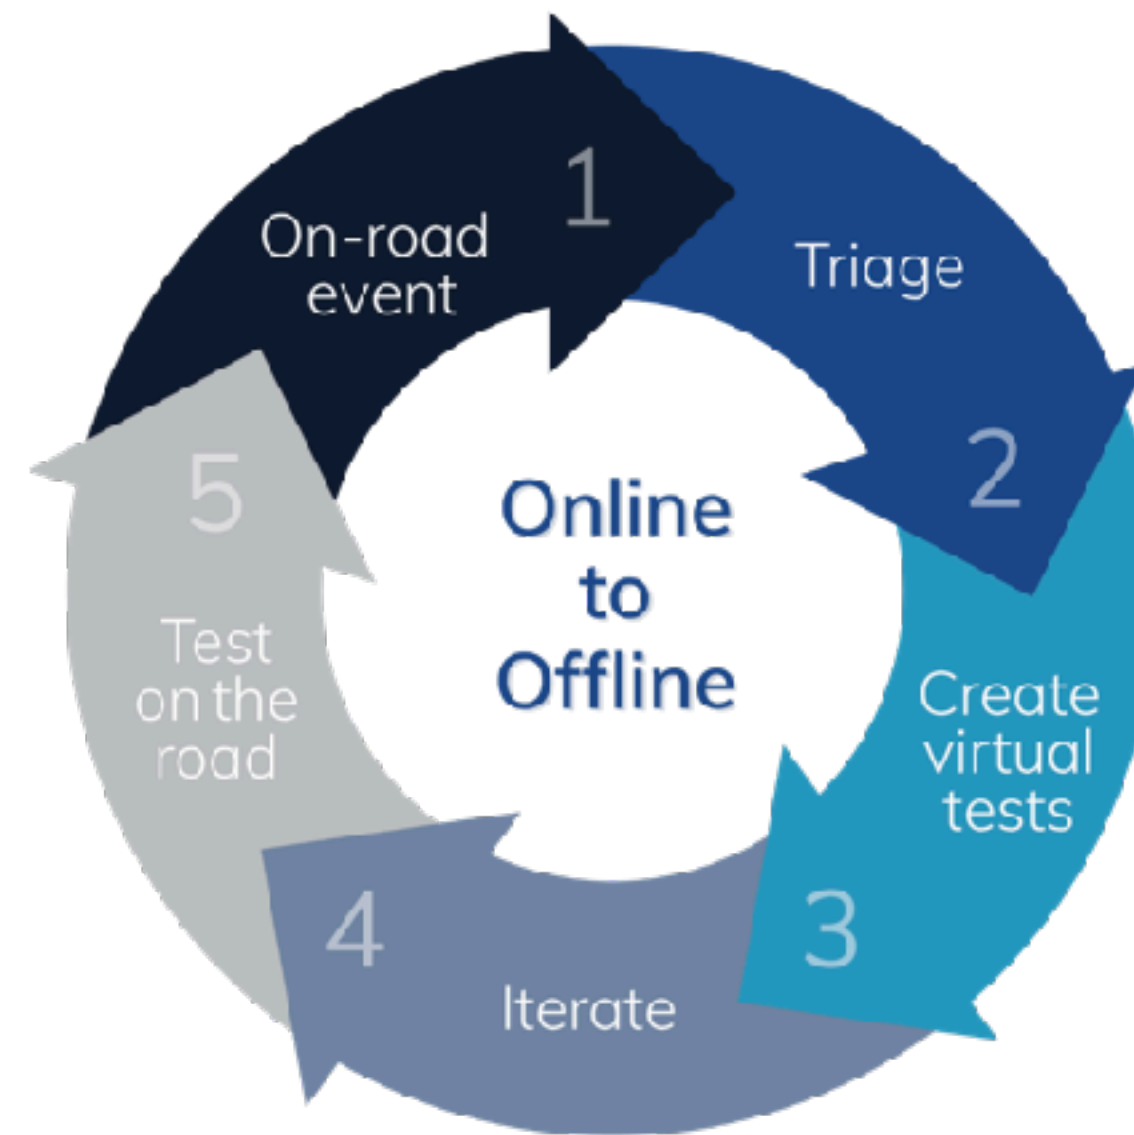 1
On-road
event
Triage
2
Create
virtual
tests
3
Iterate
4
Test
on the
road
5
Online
to
Offline